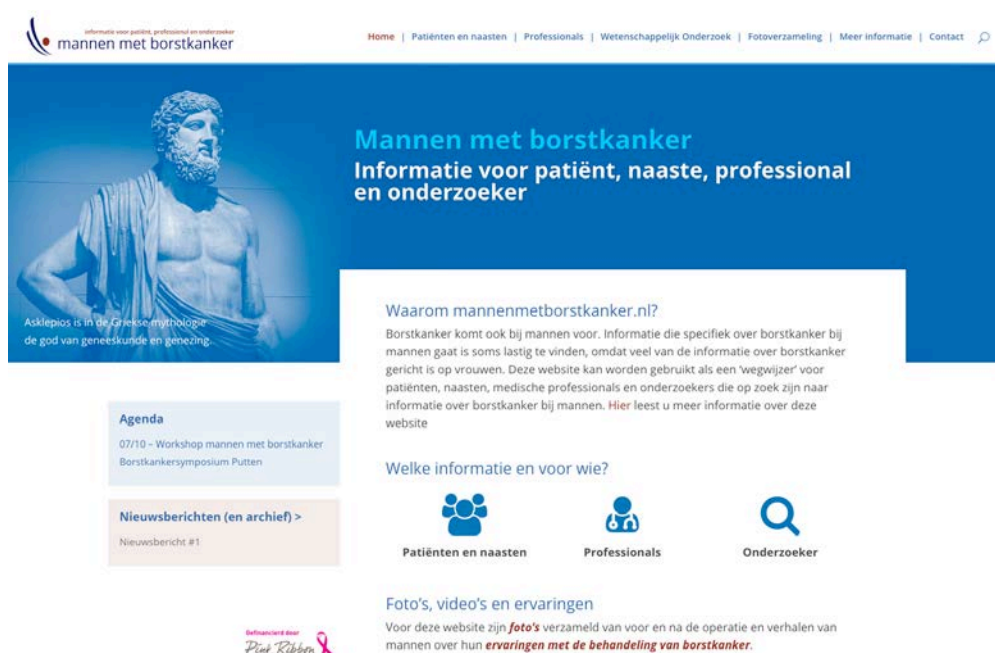 informatie voor patiënt, professional en onderzoeker
mannen met borstkanker
Home | Patiënten en naasten | Professionals | Wetenschappelijk Onderzoek | Fotoverzameling | Meer informatie | Contact
Mannen met borstkanker
Informatie voor patiënt, naaste, professional
en onderzoeker
Asklepios is in de Griekse mythologie
de god van geneeskunde en genezing.
Waarom mannenmetborstkanker.nl?
Borstkanker komt ook bij mannen voor. Informatie die specifiek over borstkanker bij
mannen gaat is soms lastig te vinden, omdat veel van de informatie over borstkanker
gericht is op vrouwen. Deze website kan worden gebruikt als een ‘wegwijzer’ voor
patiënten, naasten, medische professionals en onderzoekers die op zoek zijn naar
informatie over borstkanker bij mannen. Hier leest u meer informatie over deze
website
Agenda
07/10 – Workshop mannen met borstkanker
Borstkankersymposium Putten
Nieuwsberichten (en archief) >
Nieuwsbericht #1
Welke informatie en voor wie?
Patiënten en naasten Professionals Onderzoeker
Foto’s, video’s en ervaringen
Voor deze website zijn foto’s verzameld van voor en na de operatie en verhalen van
mannen over hun ervaringen met de behandeling van borstkanker.
Gefinancierd door
Pink Ribbon